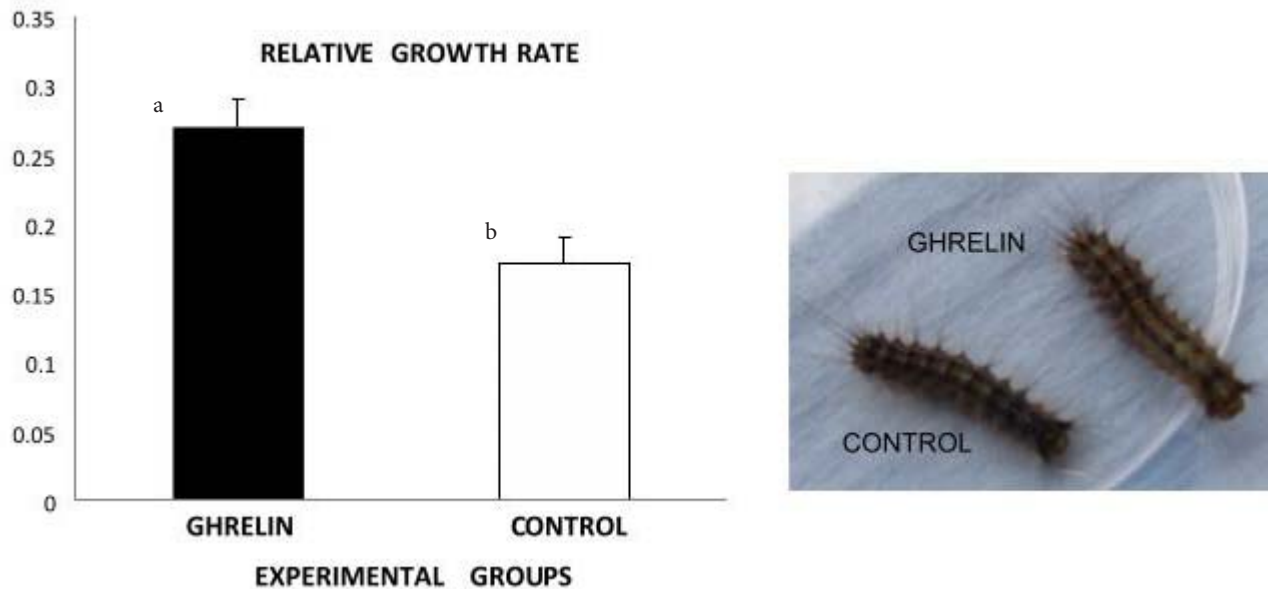 0.35
RELATIVE GROWTH RATE
0.3
a
0.25
0.2
b
0.15
0.1
0.05
0
GHRELIN CONTROL
EXPERIMENTAL GROUPS
GHRELIN
CONTROL